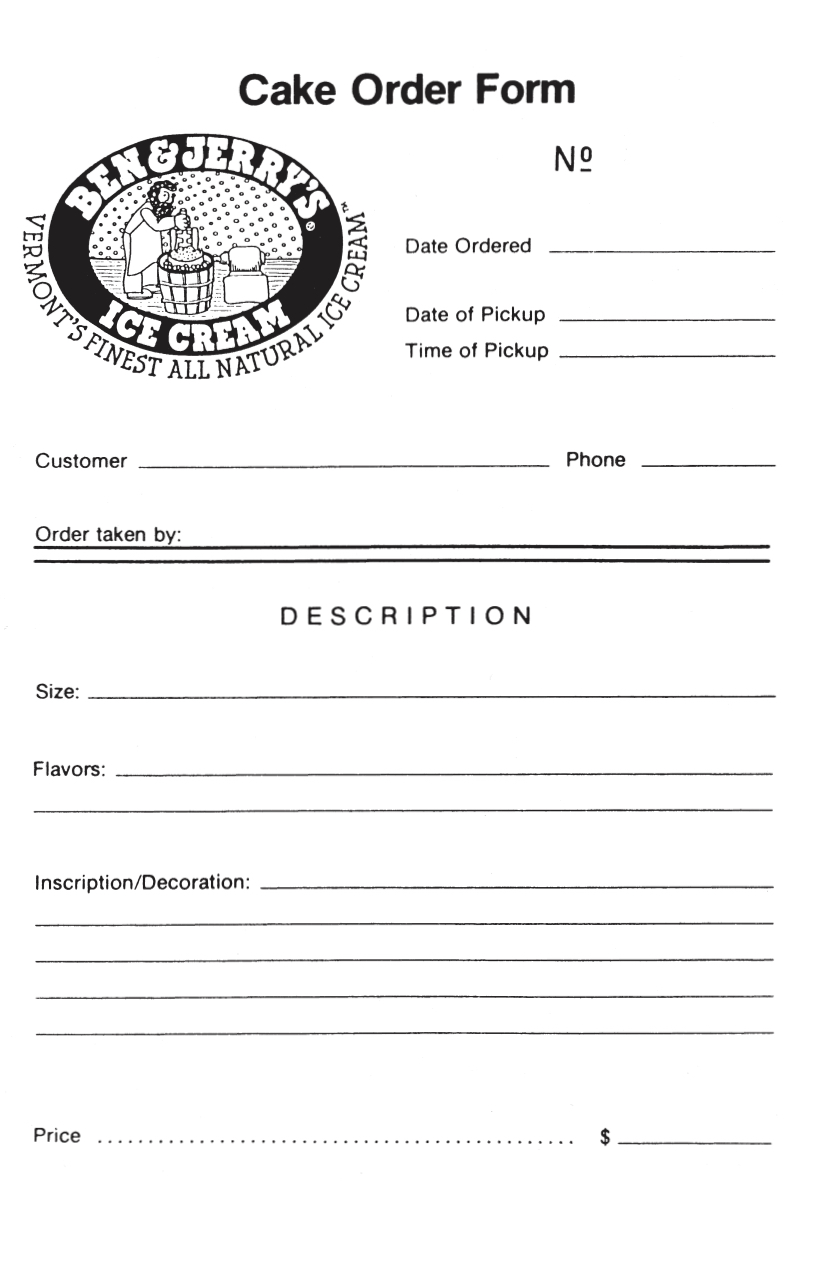 Cake Order Form
BEN & JERRY'S®
ICE CREAM
VERMONT'S FINEST ALL NATURAL ICE CREAM™
Nº
Date Ordered
Date of Pickup
Time of Pickup
Customer Phone
Order taken by:
DESCRIPTION
Size:
Flavors:
Inscription/Decoration:
Price .............................................. $